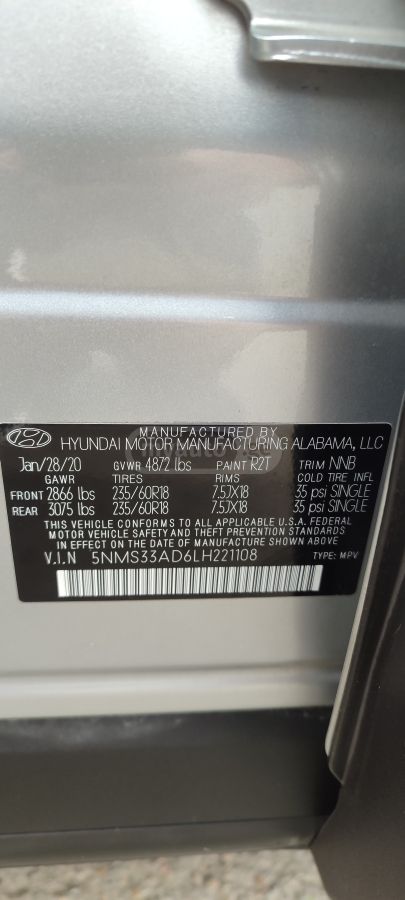 MANUFACTURED BY
HYUNDAI MOTOR MANUFACTURING ALABAMA, LLC
Jan/28/20 GVWR 4872 lbs PAINT R2T TRIM NNB
GAWR TIRES RIMS COLD TIRE INFL
FRONT 2866 lbs 235/60R18 7.5JX18 35 psi SINGLE
REAR 3075 lbs 235/60R18 7.5JX18 35 psi SINGLE
THIS VEHICLE CONFORMS TO ALL APPLICABLE U.S.A. FEDERAL
MOTOR VEHICLE SAFETY AND THEFT PREVENTION STANDARDS
IN EFFECT ON THE DATE OF MANUFACTURE SHOWN ABOVE
V.I.N 5NMS33AD6LH221108 TYPE: MPV